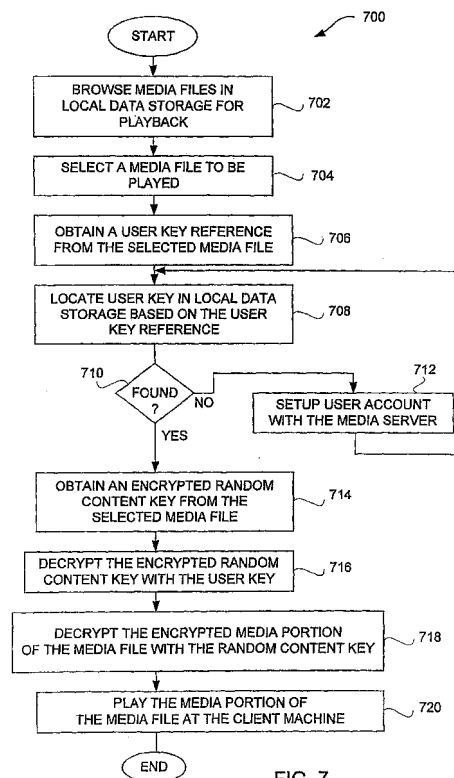 700
START
BROWSE MEDIA FILES IN
LOCAL DATA STORAGE FOR
PLAYBACK
702
SELECT A MEDIA FILE TO BE
PLAYED
704
OBTAIN A USER KEY REFERENCE
FROM THE SELECTED MEDIA FILE
706
LOCATE USER KEY IN LOCAL DATA
STORAGE BASED ON THE USER
KEY REFERENCE
708
710
FOUND
?
NO
YES
712
SETUP USER ACCOUNT
WITH THE MEDIA SERVER
OBTAIN AN ENCRYPTED RANDOM
CONTENT KEY FROM THE
SELECTED MEDIA FILE
714
DECRYPT THE ENCRYPTED RANDOM
CONTENT KEY WITH THE USER KEY
716
DECRYPT THE ENCRYPTED MEDIA PORTION
OF THE MEDIA FILE WITH THE RANDOM CONTENT KEY
718
PLAY THE MEDIA PORTION OF
THE MEDIA FILE AT THE CLIENT MACHINE
720
END
FIG. 7